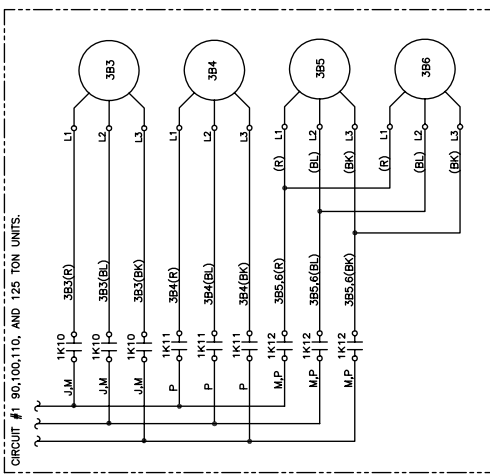 CIRCUIT #1 90,100,110, AND 125 TON UNITS.
3B3
3B4
3B5
3B6
L1
L2
L3
L1
L2
L3
L1
L2
L3
L1
L2
L3
(R)
(BL)
(BK)
(R)
(BL)
(BK)
3B3(R)
3B3(BL)
3B3(BK)
3B4(R)
3B4(BL)
3B4(BK)
3B5,6(R)
3B5,6(BL)
3B5,6(BK)
1K10
1K10
1K10
1K11
1K11
1K11
1K12
1K12
1K12
J,M
J,M
J,M
P
P
P
M,P
M,P
M,P